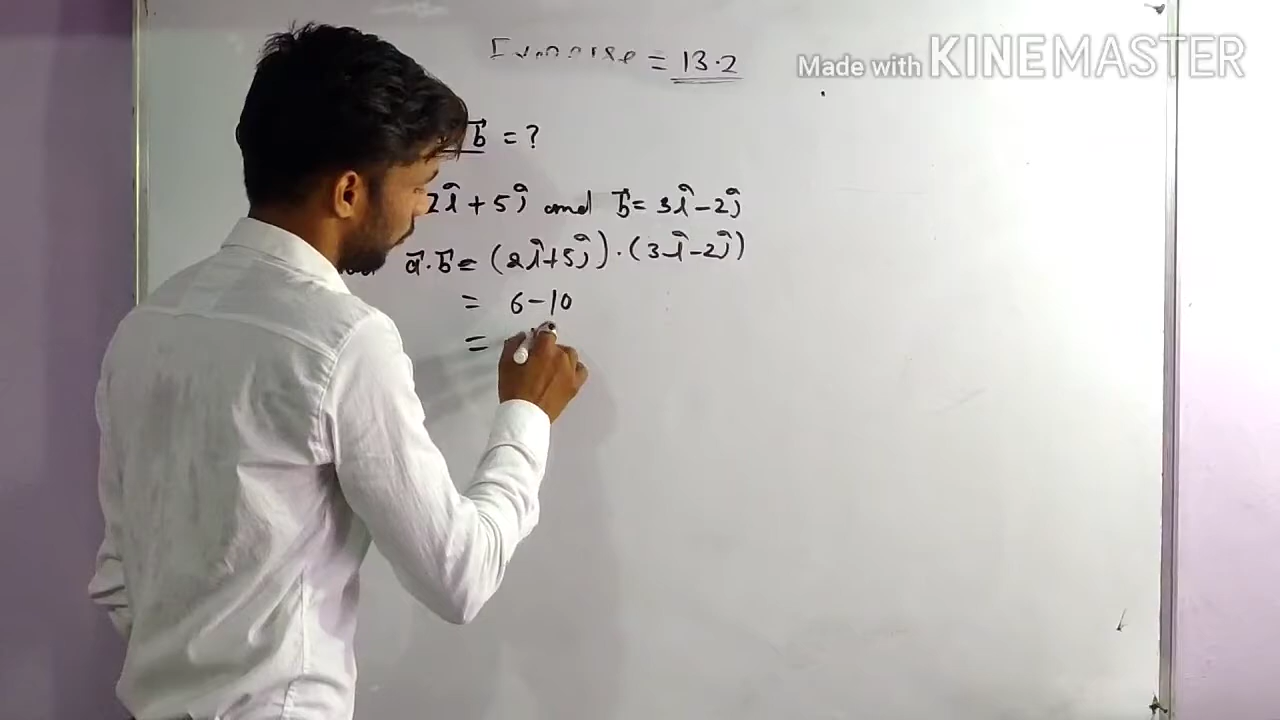 Made with KINEMASTER
Exercise = 13.2
b⃗ = ?
2î + 5ĵ and b⃗ = 3î - 2ĵ
a⃗ . b⃗ = (2î + 5ĵ) . (3î - 2ĵ)
= 6 - 10
=